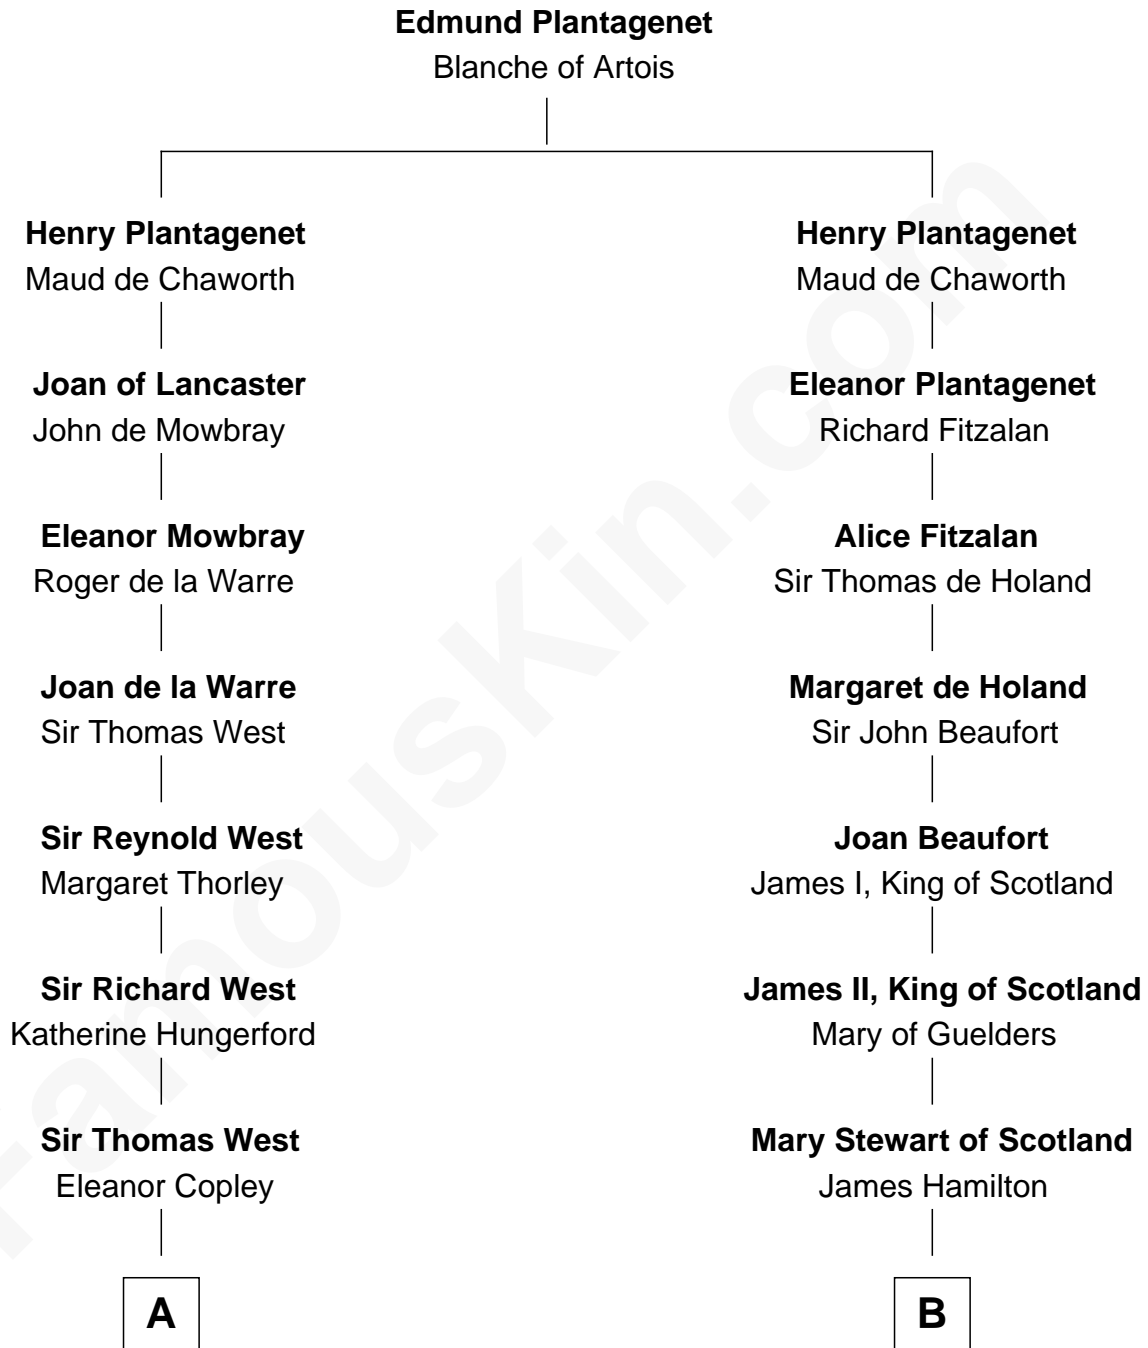 Edmund Plantagenet
Blanche of Artois
Henry Plantagenet
Maud de Chaworth
Henry Plantagenet
Maud de Chaworth
Joan of Lancaster
John de Mowbray
Eleanor Plantagenet
Richard Fitzalan
Eleanor Mowbray
Roger de la Warre
Alice Fitzalan
Sir Thomas de Holand
Joan de la Warre
Sir Thomas West
Margaret de Holand
Sir John Beaufort
Sir Reynold West
Margaret Thorley
Joan Beaufort
James I, King of Scotland
Sir Richard West
Katherine Hungerford
James II, King of Scotland
Mary of Guelders
Sir Thomas West
Eleanor Copley
Mary Stewart of Scotland
James Hamilton
A
B
FamousKin.com